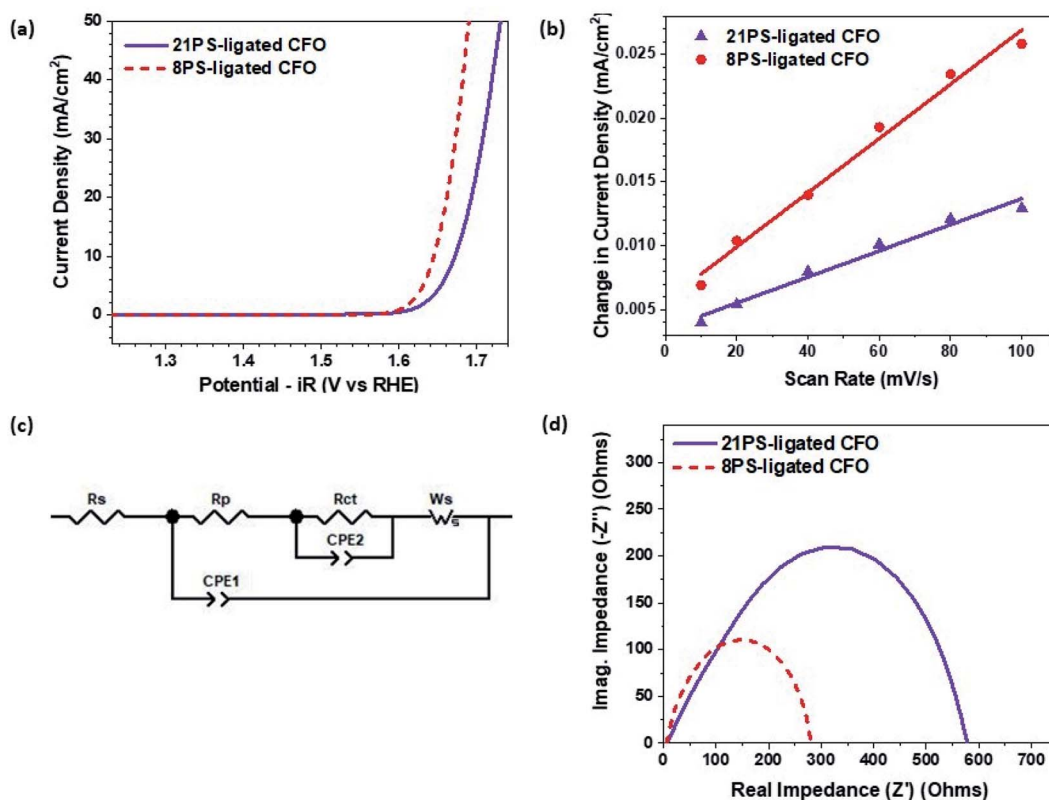 (a)
50
40
30
20
10
0
Current Density (mA/cm²)
21PS-ligated CFO
8PS-ligated CFO
1.3 1.4 1.5 1.6 1.7
Potential - iR (V vs RHE)
(b)
0.025
0.020
0.015
0.010
0.005
Change in Current Density (mA/cm²)
21PS-ligated CFO
8PS-ligated CFO
20 40 60 80 100
Scan Rate (mV/s)
(c)
Rs Rp Rct Ws
s
CPE2
CPE1
(d)
300
250
200
150
100
50
0
Imag. Impedance (-Z") (Ohms)
21PS-ligated CFO
8PS-ligated CFO
0 100 200 300 400 500 600 700
Real Impedance (Z') (Ohms)